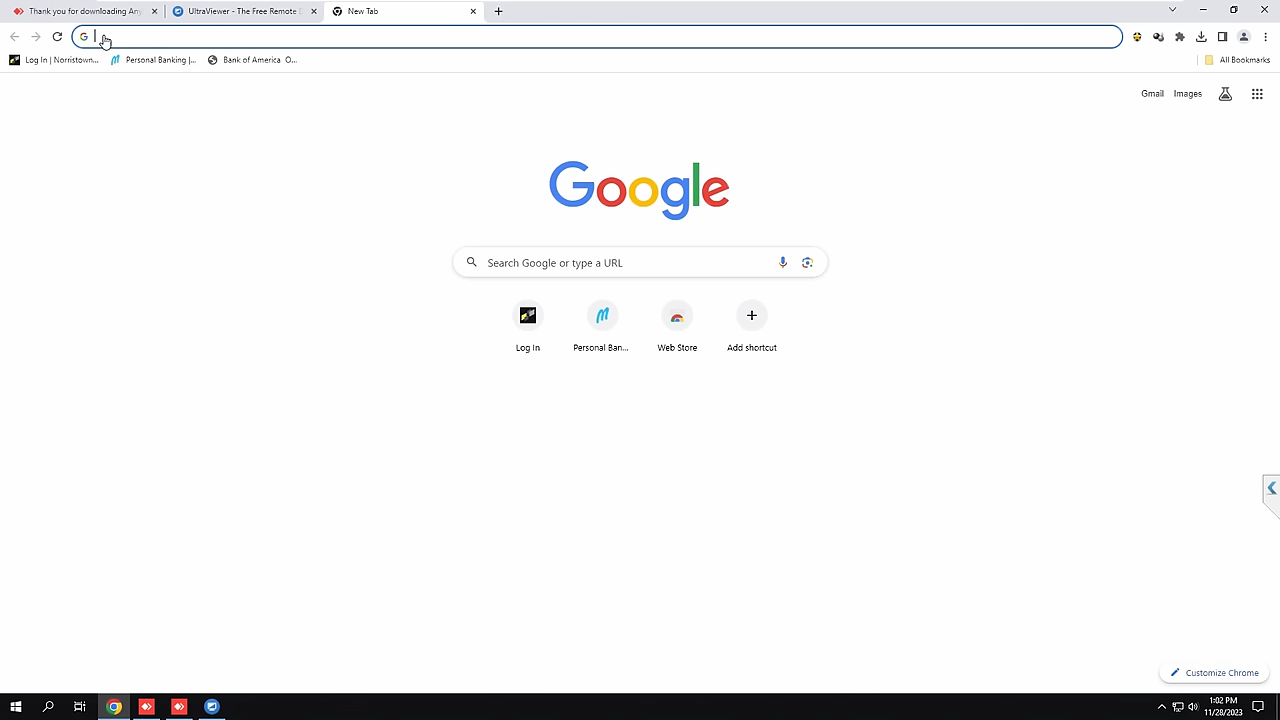 Thank you for downloading Any
UltraViewer - The Free Remote D
New Tab
Log In | Norristown...
Personal Banking |...
Bank of America O...
All Bookmarks
Gmail
Images
Google
Search Google or type a URL
Log In
Personal Ban...
Web Store
Add shortcut
Customize Chrome
1:02 PM
11/28/2023